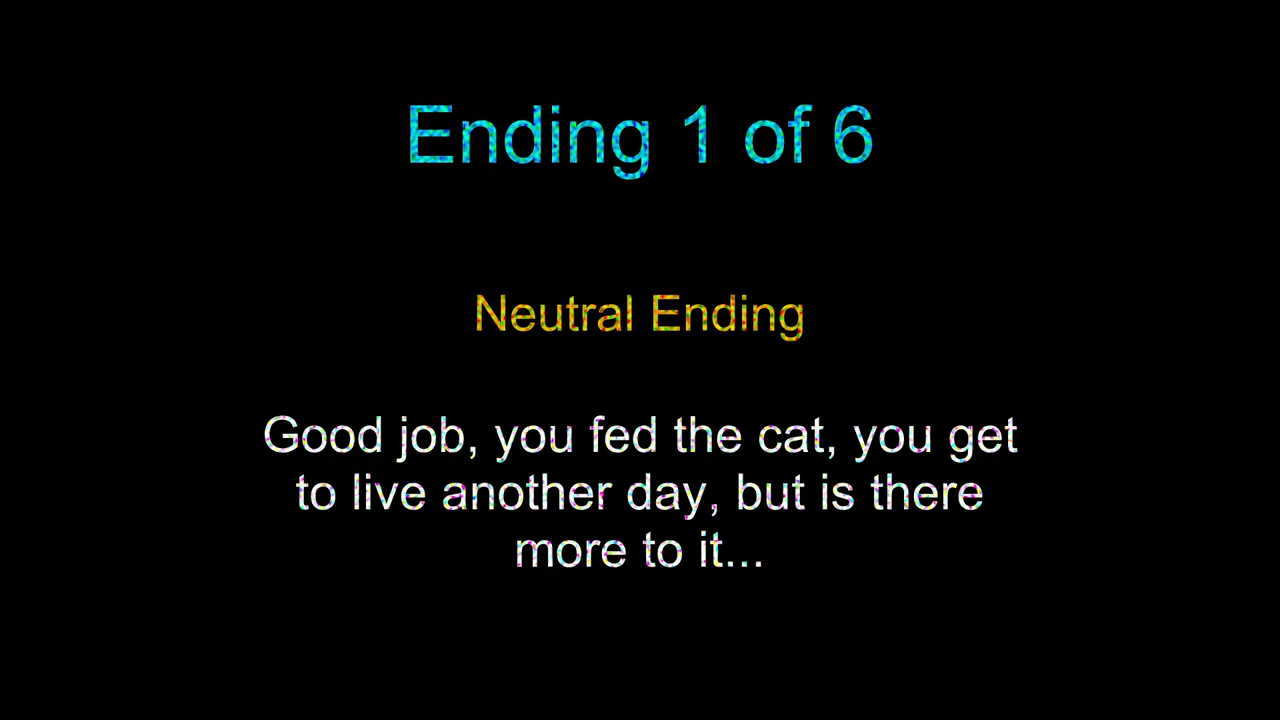 Ending 1 of 6
Neutral Ending
Good job, you fed the cat, you get
to live another day, but is there
more to it...